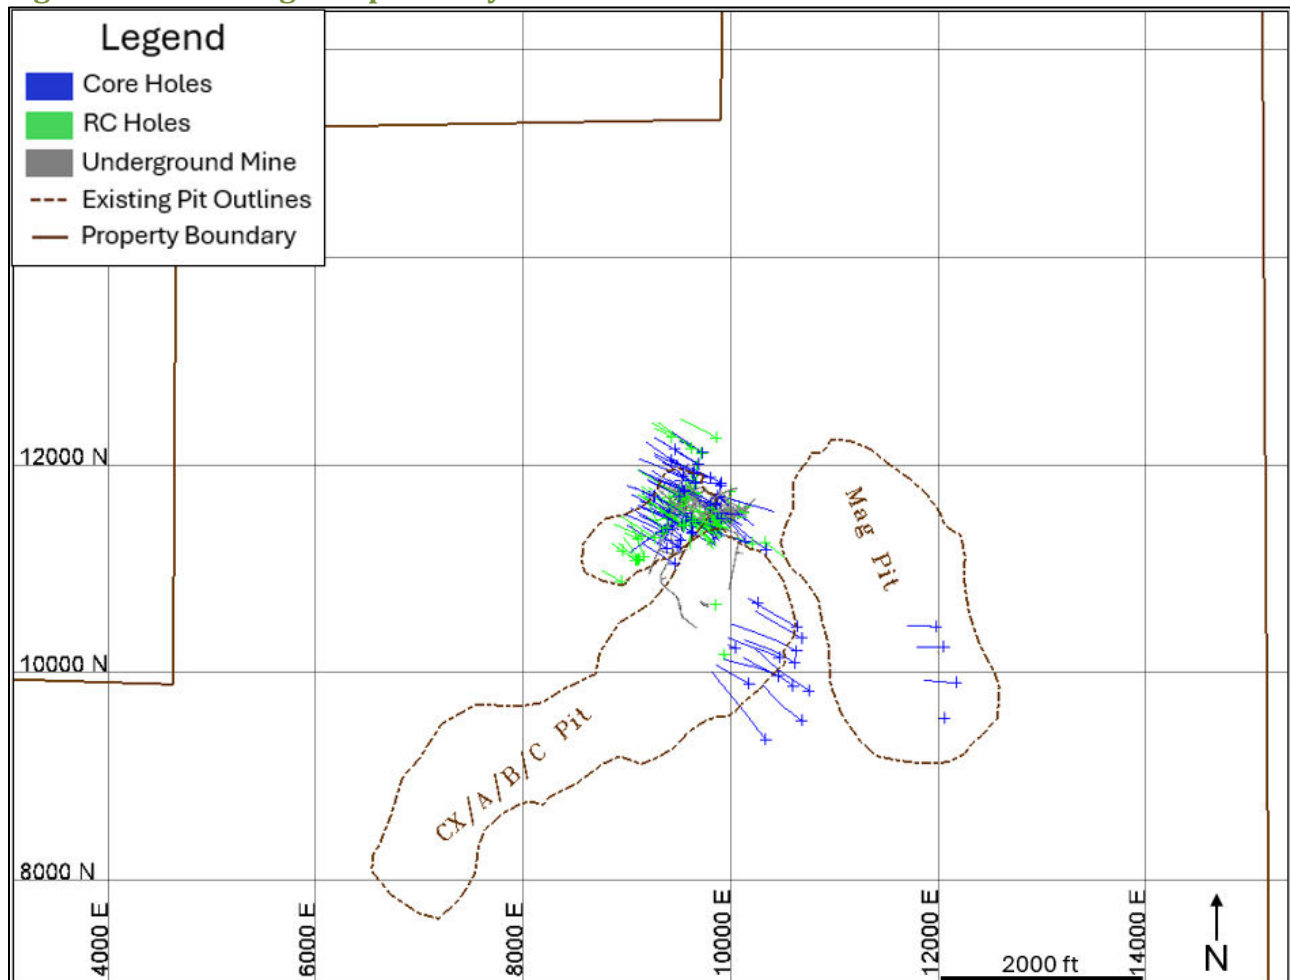 Legend
Core Holes
RC Holes
Underground Mine
Existing Pit Outlines
Property Boundary
12000 N
Mag Pit
10000 N
CX/A/B/C Pit
8000 N
4000 E
6000 E
8000 E
10000 E
12000 E
14000 E
2000 ft
N